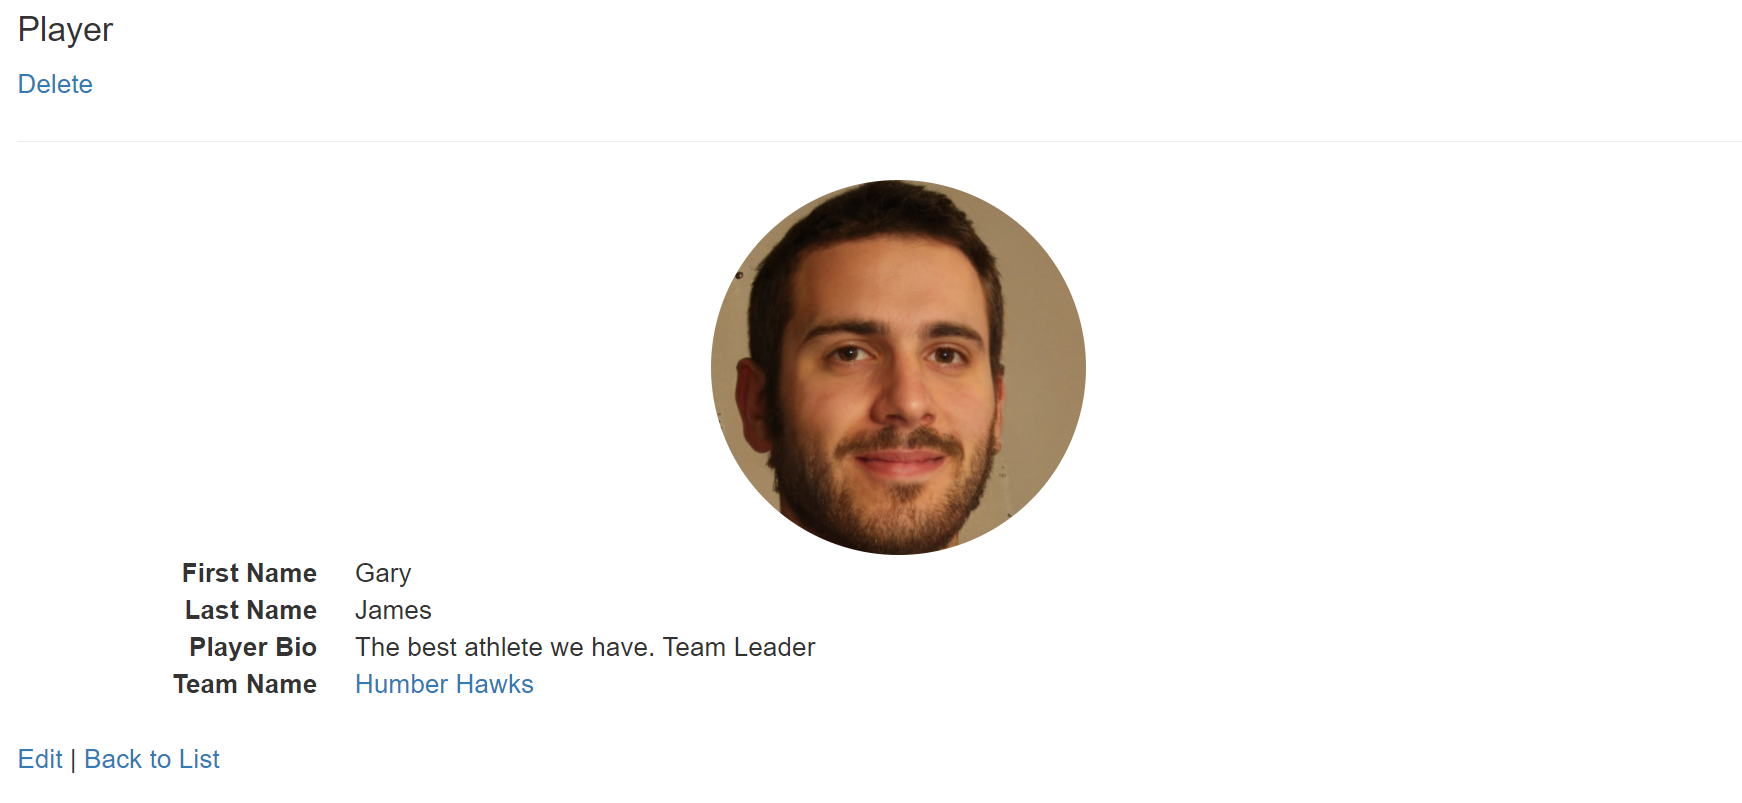 Player
Delete
First Name Gary
Last Name James
Player Bio The best athlete we have. Team Leader
Team Name Humber Hawks
Edit | Back to List